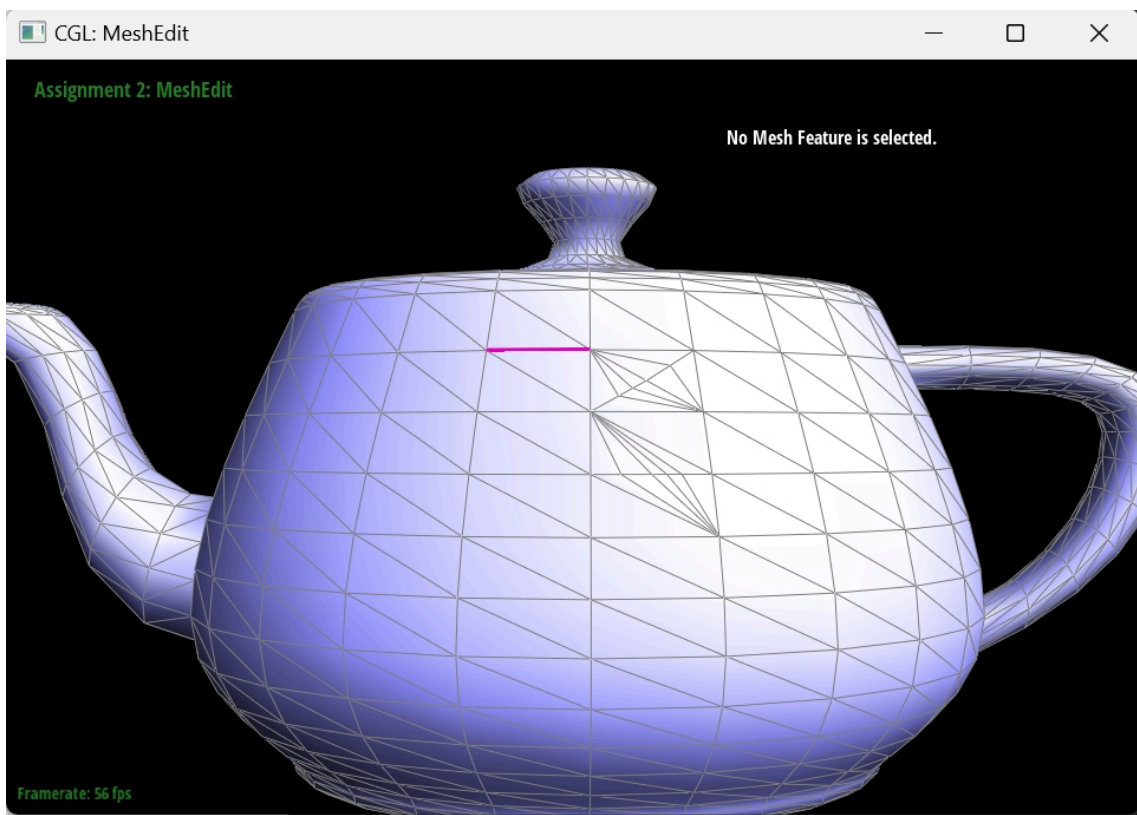 CGL: MeshEdit
Assignment 2: MeshEdit
No Mesh Feature is selected.
Framerate: 56 fps